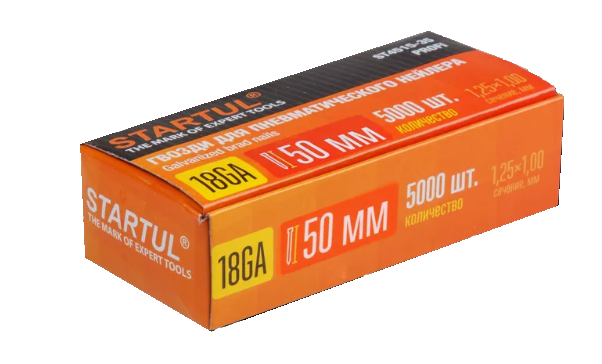 STARTUL®
THE MARK OF EXPERT TOOLS
ST4515-35
PROFI
ГВОЗДИ ДЛЯ ПНЕВМАТИЧЕСКОГО НЕЙЛЕРА
Galvanized brad nails
18GA
50 ММ
5000 ШТ.
КОЛИЧЕСТВО
1,25×1,00
сечение, мм
STARTUL®
THE MARK OF EXPERT TOOLS
18GA
50 ММ
5000 ШТ.
КОЛИЧЕСТВО
1,25×1,00
сечение, мм